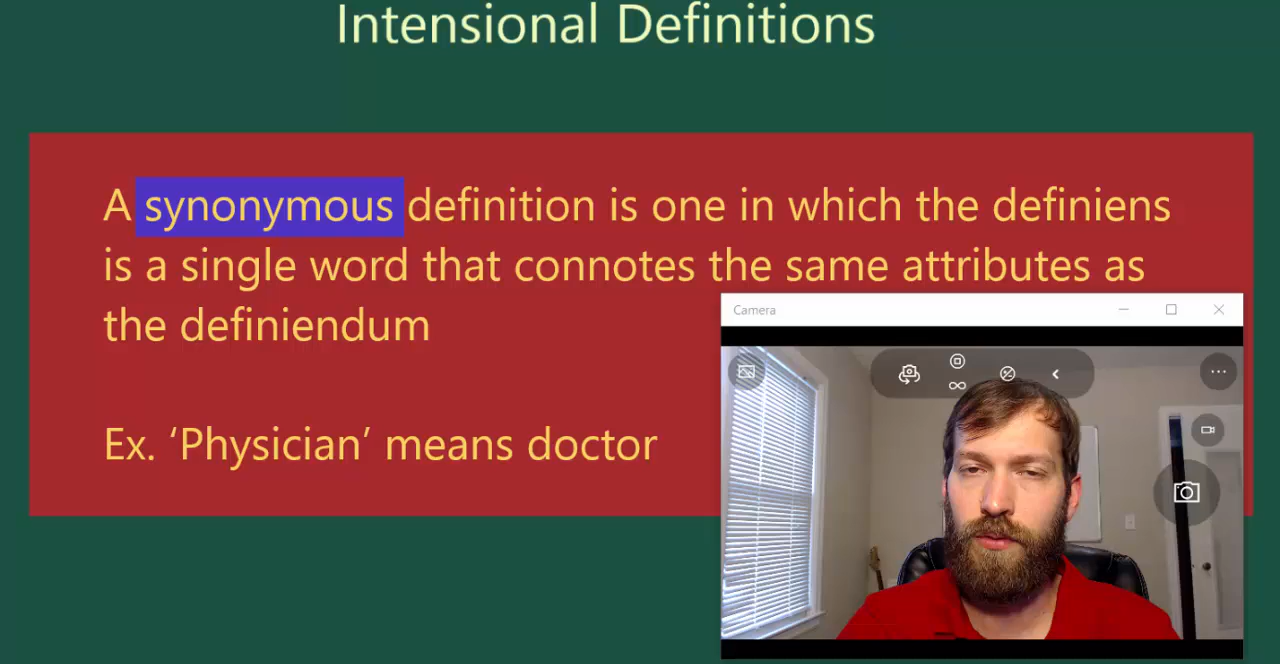 Intensional Definitions
A synonymous definition is one in which the definiens
is a single word that connotes the same attributes as
the definiendum
Ex. ‘Physician’ means doctor
Camera